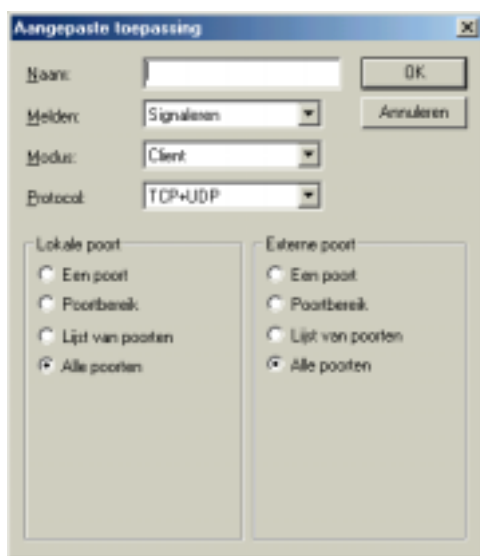 Aangepaste toepassing
Naam:
OK
Melden: Signaleren
Annuleren
Modus: Client
Protocol: TCP+UDP
Lokale poort
Een poort
Poortbereik
Lijst van poorten
Alle poorten
Externe poort
Een poort
Poortbereik
Lijst van poorten
Alle poorten